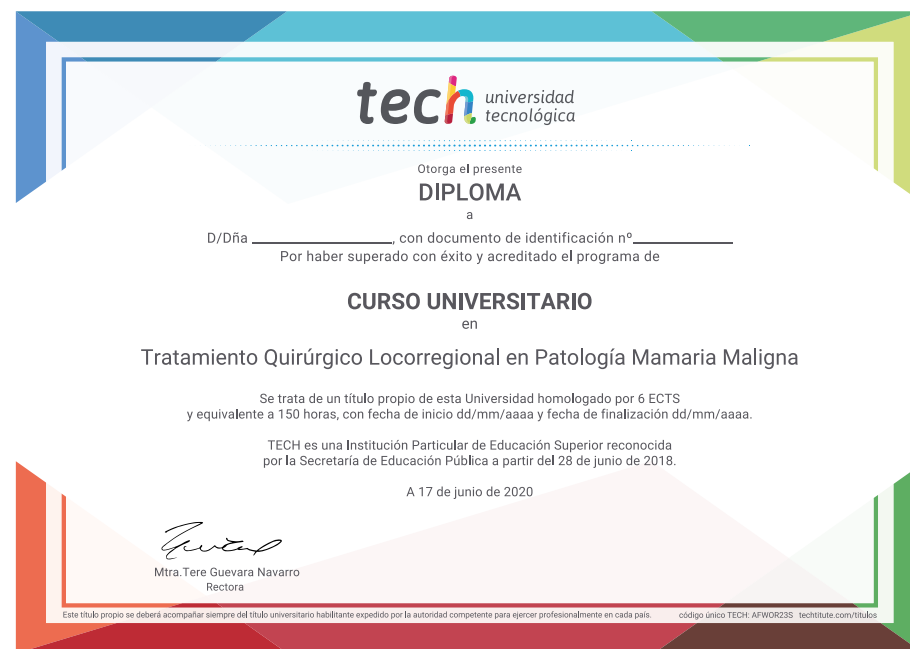 tech universidad
tecnológica
Otorga el presente
DIPLOMA
a
D/Dña ____________________, con documento de identificación nº______________
Por haber superado con éxito y acreditado el programa de
CURSO UNIVERSITARIO
en
Tratamiento Quirúrgico Locorregional en Patología Mamaria Maligna
Se trata de un título propio de esta Universidad homologado por 6 ECTS
y equivalente a 150 horas, con fecha de inicio dd/mm/aaaa y fecha de finalización dd/mm/aaaa.
TECH es una Institución Particular de Educación Superior reconocida
por la Secretaría de Educación Pública a partir del 28 de junio de 2018.
A 17 de junio de 2020
Mtra.Tere Guevara Navarro
Rectora
Este título propio se deberá acompañar siempre del título universitario habilitante expedido por la autoridad competente para ejercer profesionalmente en cada país. código único TECH: AFWOR23S techtitute.com/titulos